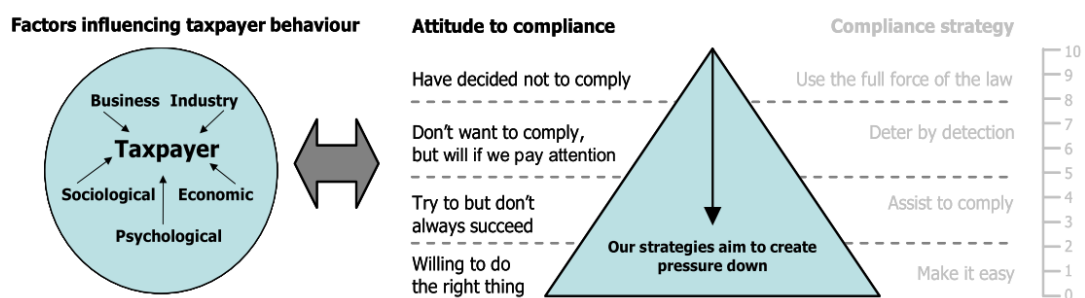 Factors influencing taxpayer behaviour
Business Industry
Taxpayer
Sociological Economic
Psychological
Attitude to compliance
Have decided not to comply
Don't want to comply,
but will if we pay attention
Try to but don't
always succeed
Willing to do
the right thing
Our strategies aim to create
pressure down
Compliance strategy
Use the full force of the law
Deter by detection
Assist to comply
Make it easy
10
9
8
7
6
5
4
3
2
1
0